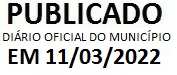 PUBLICADO
DIÁRIO OFICIAL DO MUNICÍPIO
EM 11/03/2022